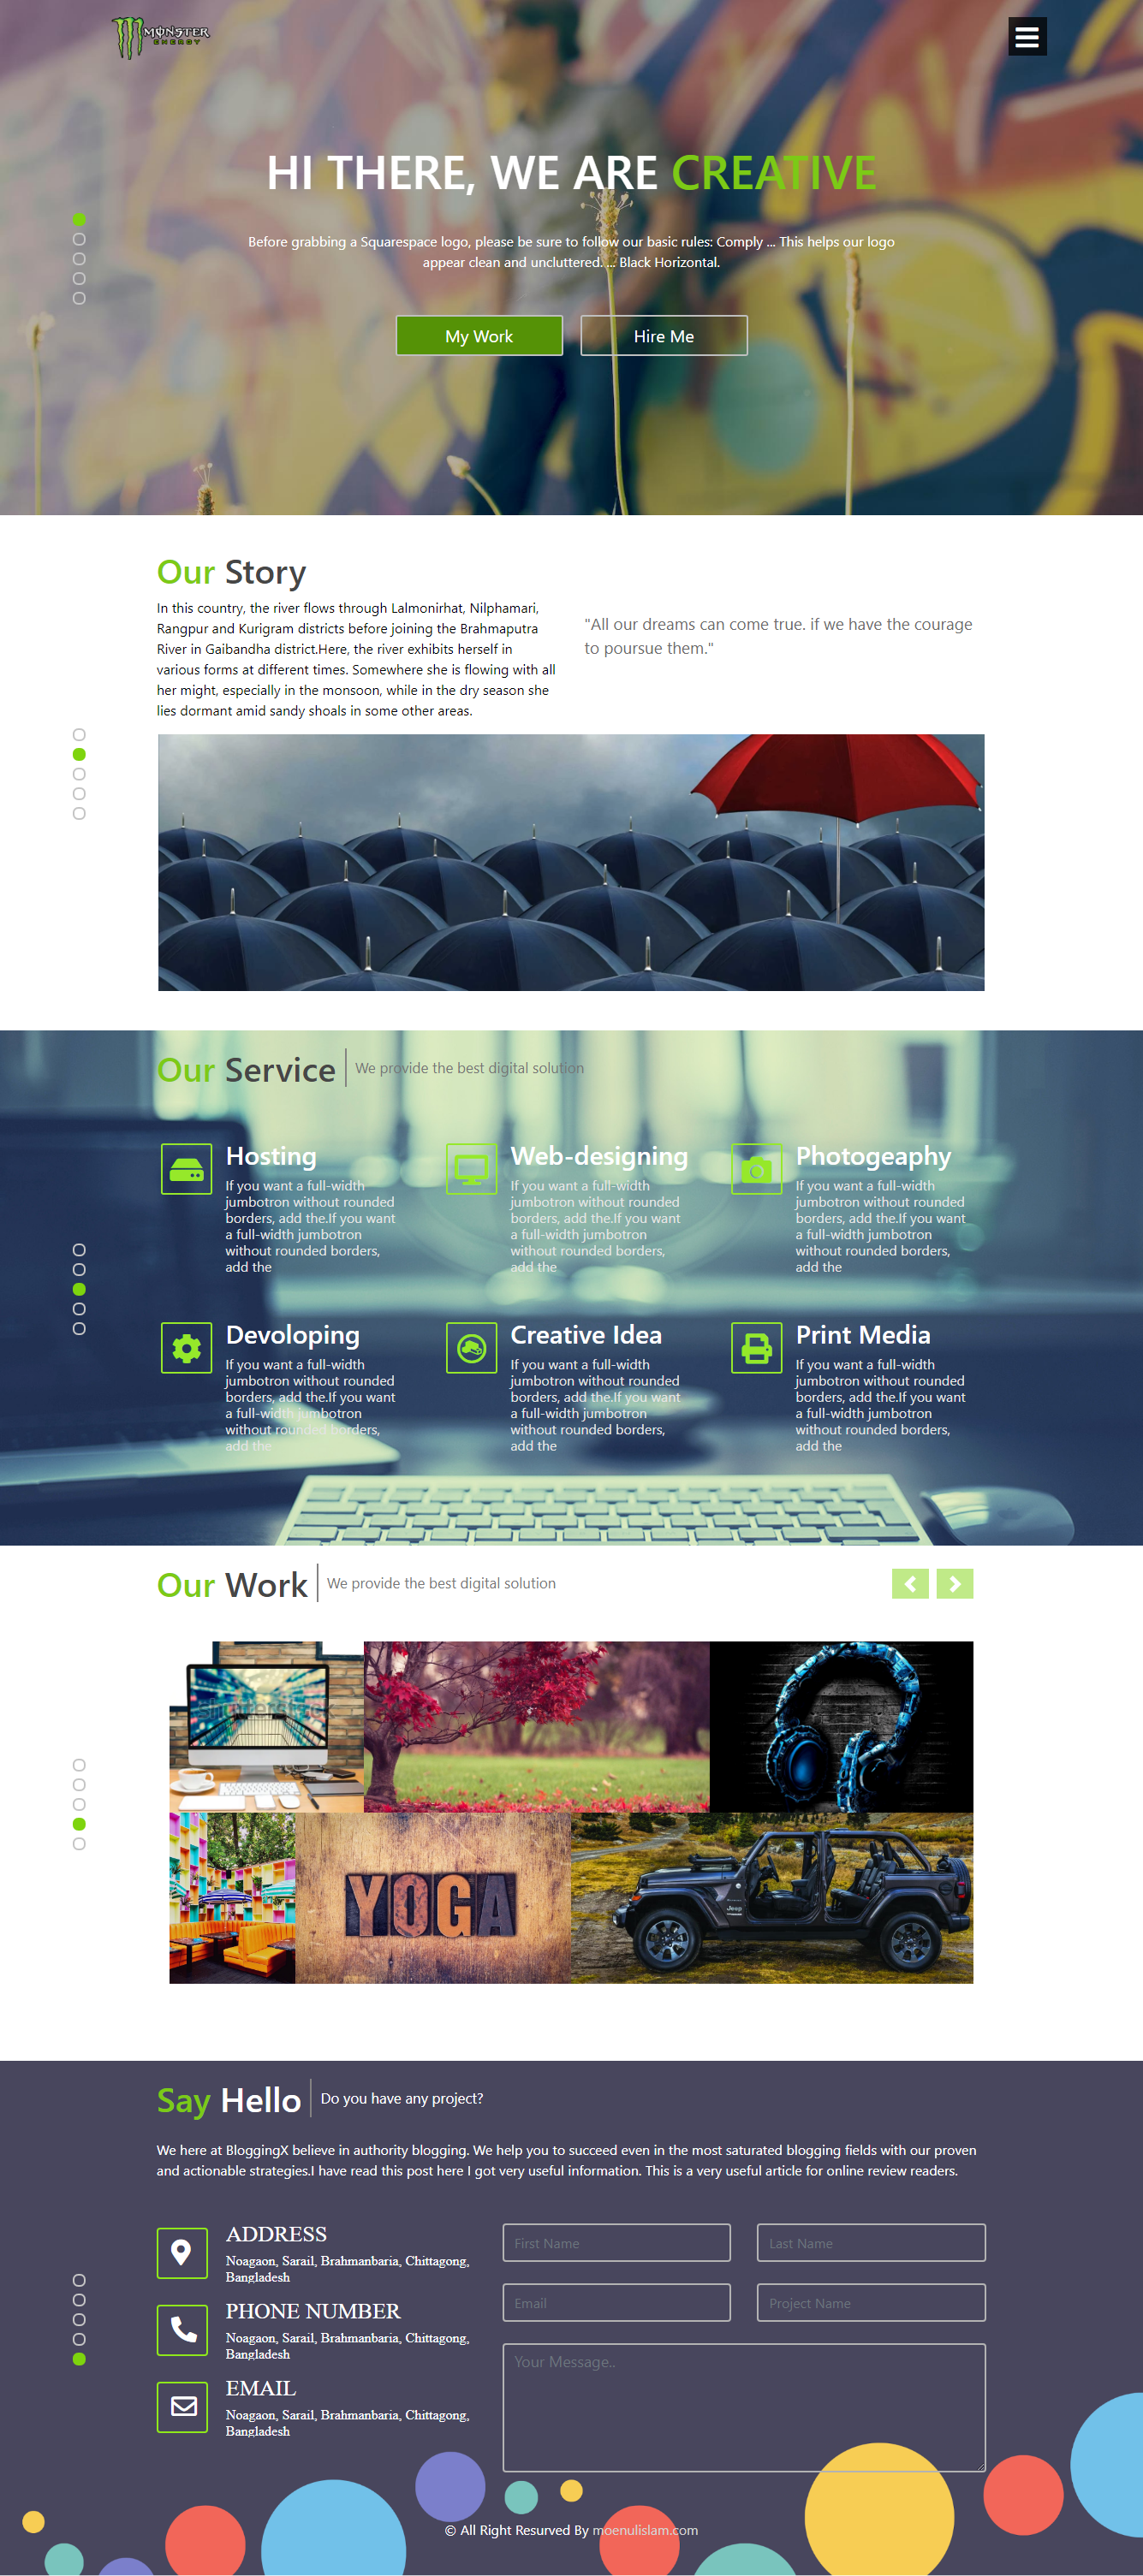 MONSTER
ENERGY
HI THERE, WE ARE CREATIVE
Before grabbing a Squarespace logo, please be sure to follow our basic rules: Comply ... This helps our logo
appear clean and uncluttered. ... Black Horizontal.
My Work
Hire Me
Our Story
In this country, the river flows through Lalmonirhat, Nilphamari,
Rangpur and Kurigram districts before joining the Brahmaputra
River in Gaibandha district.Here, the river exhibits herself in
various forms at different times. Somewhere she is flowing with all
her might, especially in the monsoon, while in the dry season she
lies dormant amid sandy shoals in some other areas.
"All our dreams can come true. if we have the courage
to poursue them."
Our Service
We provide the best digital solution
Hosting
If you want a full-width
jumbotron without rounded
borders, add the.If you want
a full-width jumbotron
without rounded borders,
add the
Web-designing
If you want a full-width
jumbotron without rounded
borders, add the.If you want
a full-width jumbotron
without rounded borders,
add the
Photogeaphy
If you want a full-width
jumbotron without rounded
borders, add the.If you want
a full-width jumbotron
without rounded borders,
add the
Devoloping
If you want a full-width
jumbotron without rounded
borders, add the.If you want
a full-width jumbotron
without rounded borders,
add the
Creative Idea
If you want a full-width
jumbotron without rounded
borders, add the.If you want
a full-width jumbotron
without rounded borders,
add the
Print Media
If you want a full-width
jumbotron without rounded
borders, add the.If you want
a full-width jumbotron
without rounded borders,
add the
Our Work
We provide the best digital solution
YOGA
Jeep
Say Hello
Do you have any project?
We here at BloggingX believe in authority blogging. We help you to succeed even in the most saturated blogging fields with our proven
and actionable strategies.I have read this post here I got very useful information. This is a very useful article for online review readers.
ADDRESS
Noagaon, Sarail, Brahmanbaria, Chittagong,
Bangladesh
PHONE NUMBER
Noagaon, Sarail, Brahmanbaria, Chittagong,
Bangladesh
EMAIL
Noagaon, Sarail, Brahmanbaria, Chittagong,
Bangladesh
First Name
Last Name
Email
Project Name
Your Message..
© All Right Resurved By moenulislam.com